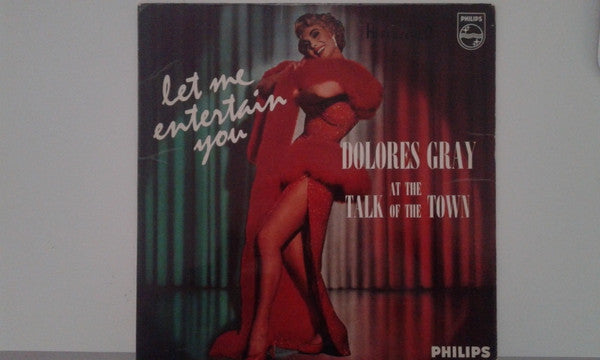 PHILIPS
let me
entertain
you
DOLORES GRAY
AT THE
TALK OF THE TOWN
PHILIPS